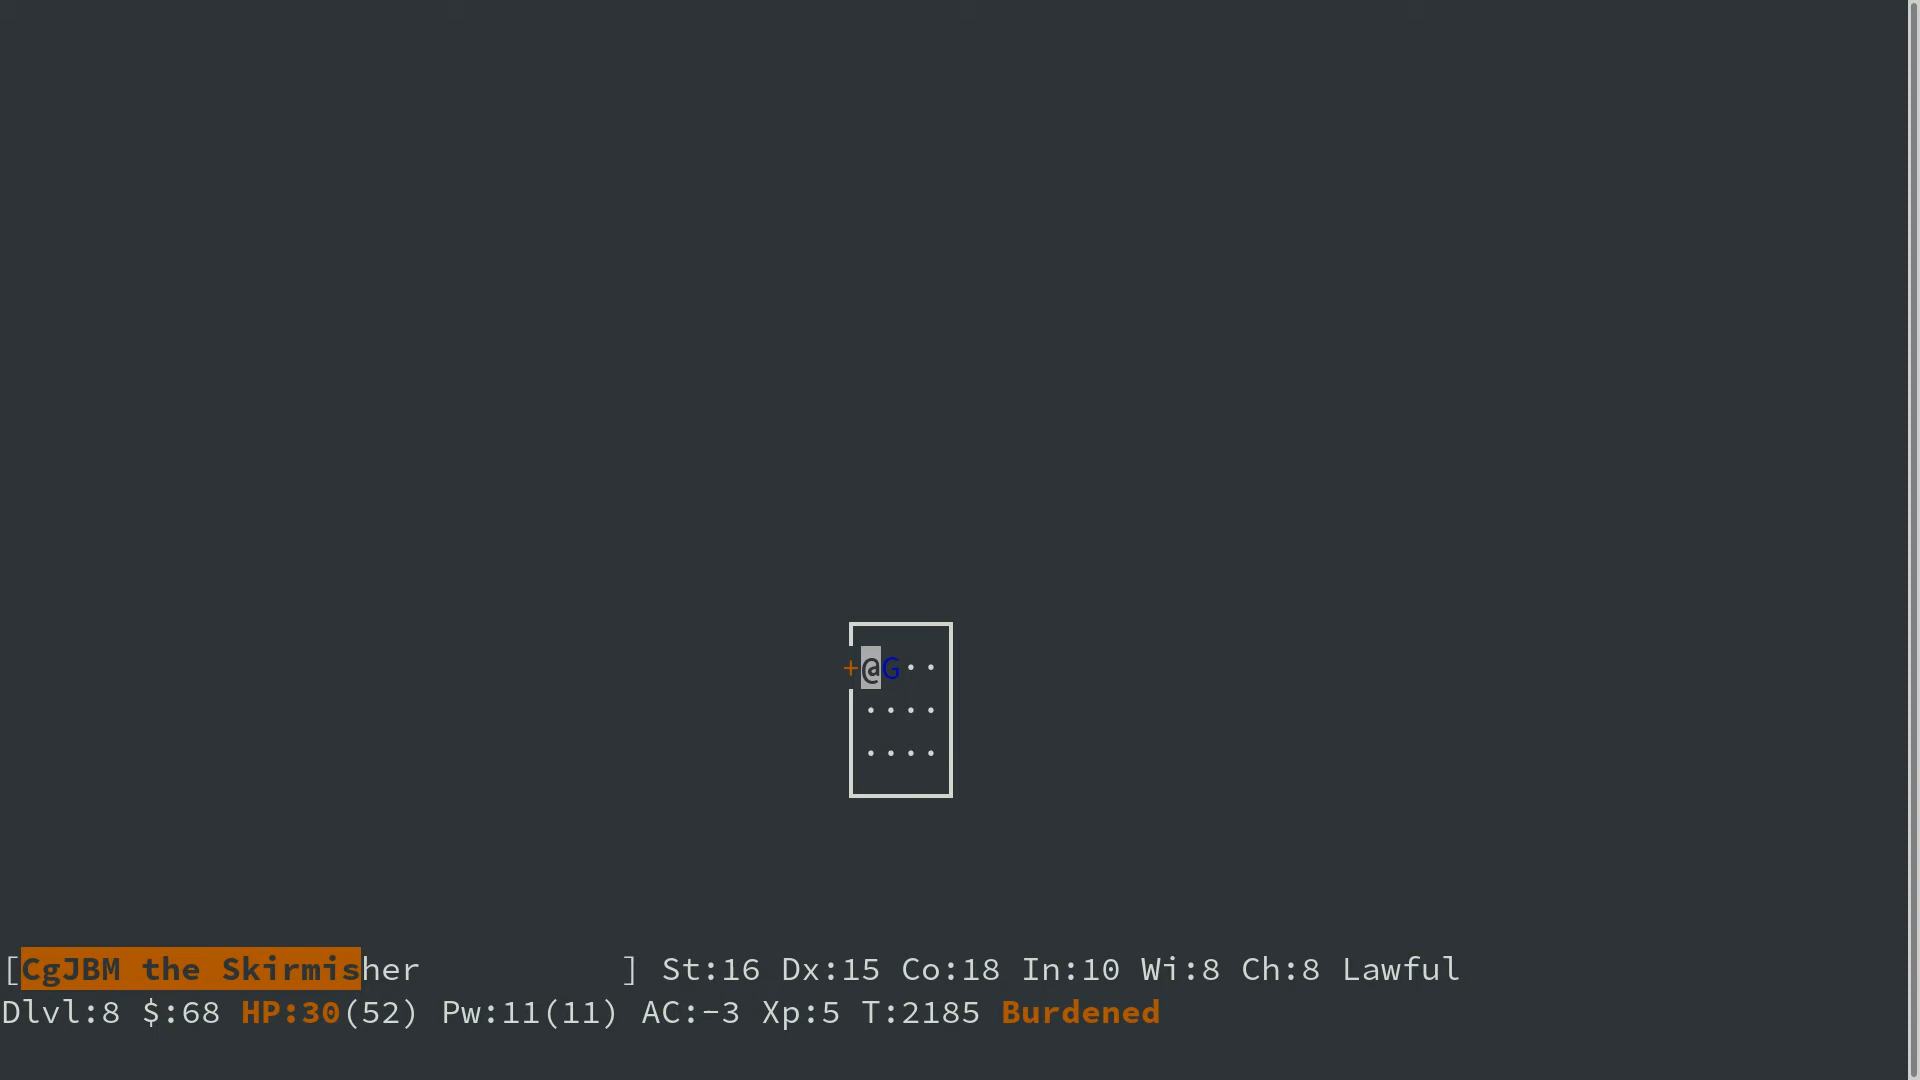 +@G··
····
····
[CgJBM the Skirmisher ] St:16 Dx:15 Co:18 In:10 Wi:8 Ch:8 Lawful
Dlvl:8 $:68 HP:30(52) Pw:11(11) AC:-3 Xp:5 T:2185 Burdened